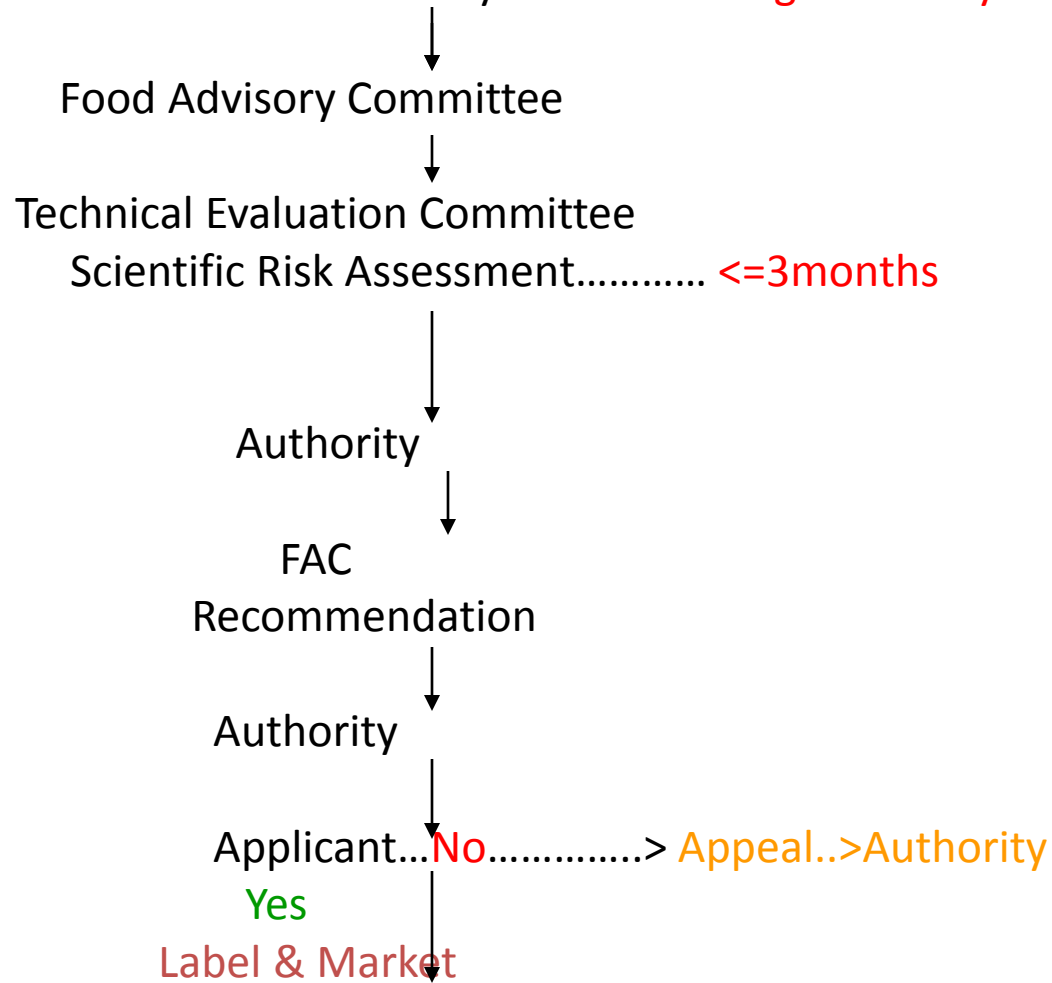 Food Advisory Committee
Technical Evaluation Committee
Scientific Risk Assessment………… <=3months
Authority
FAC
Recommendation
Authority
Applicant…No…………..> Appeal..>Authority
Yes
Label & Market